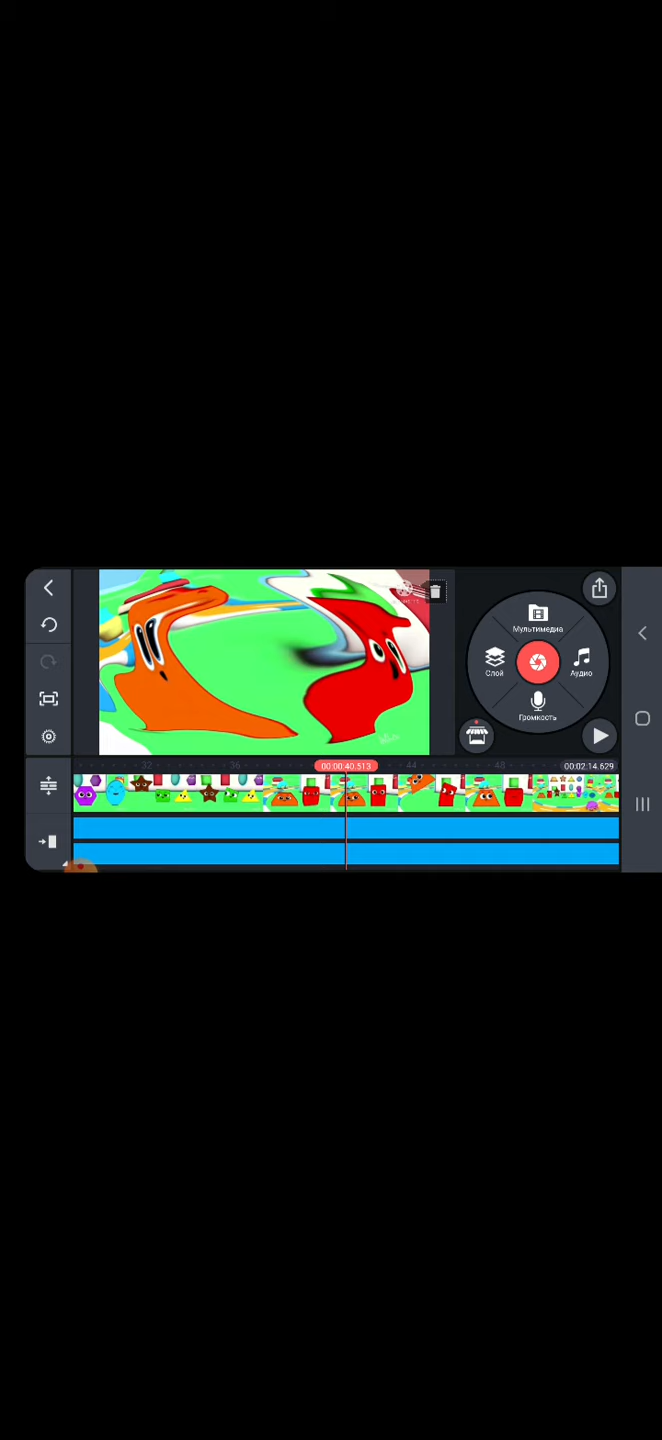 Мультимедиа
Слой
Аудио
Громкость
32
36
00:00:40.513
44
48
00:02:14.629